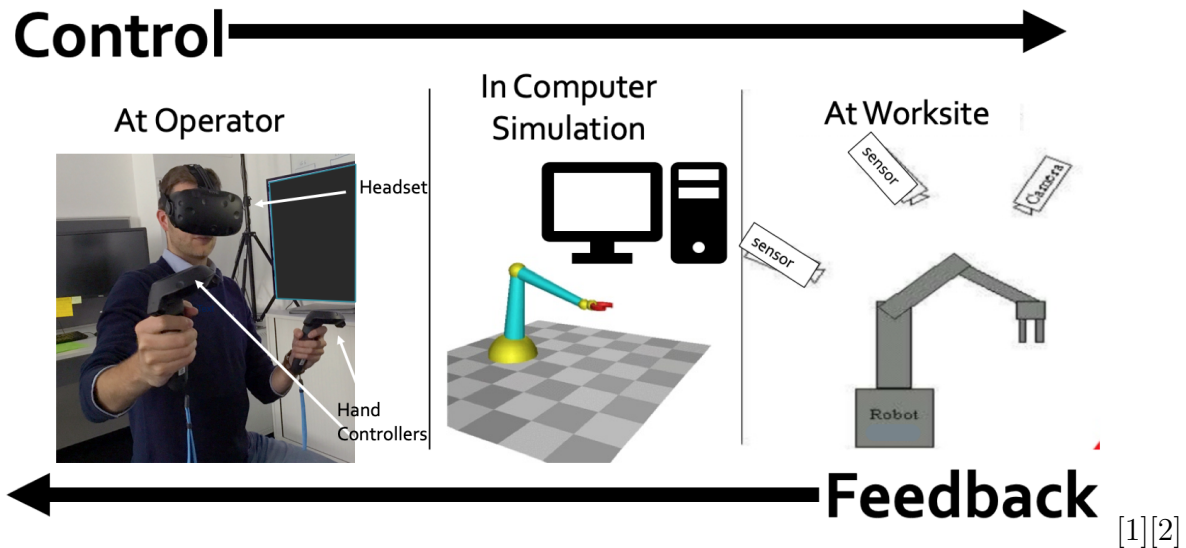 Control
At Operator
In Computer
Simulation
At Worksite
Headset
Hand
Controllers
sensor
sensor
Camera
Robot
Feedback
[1][2]